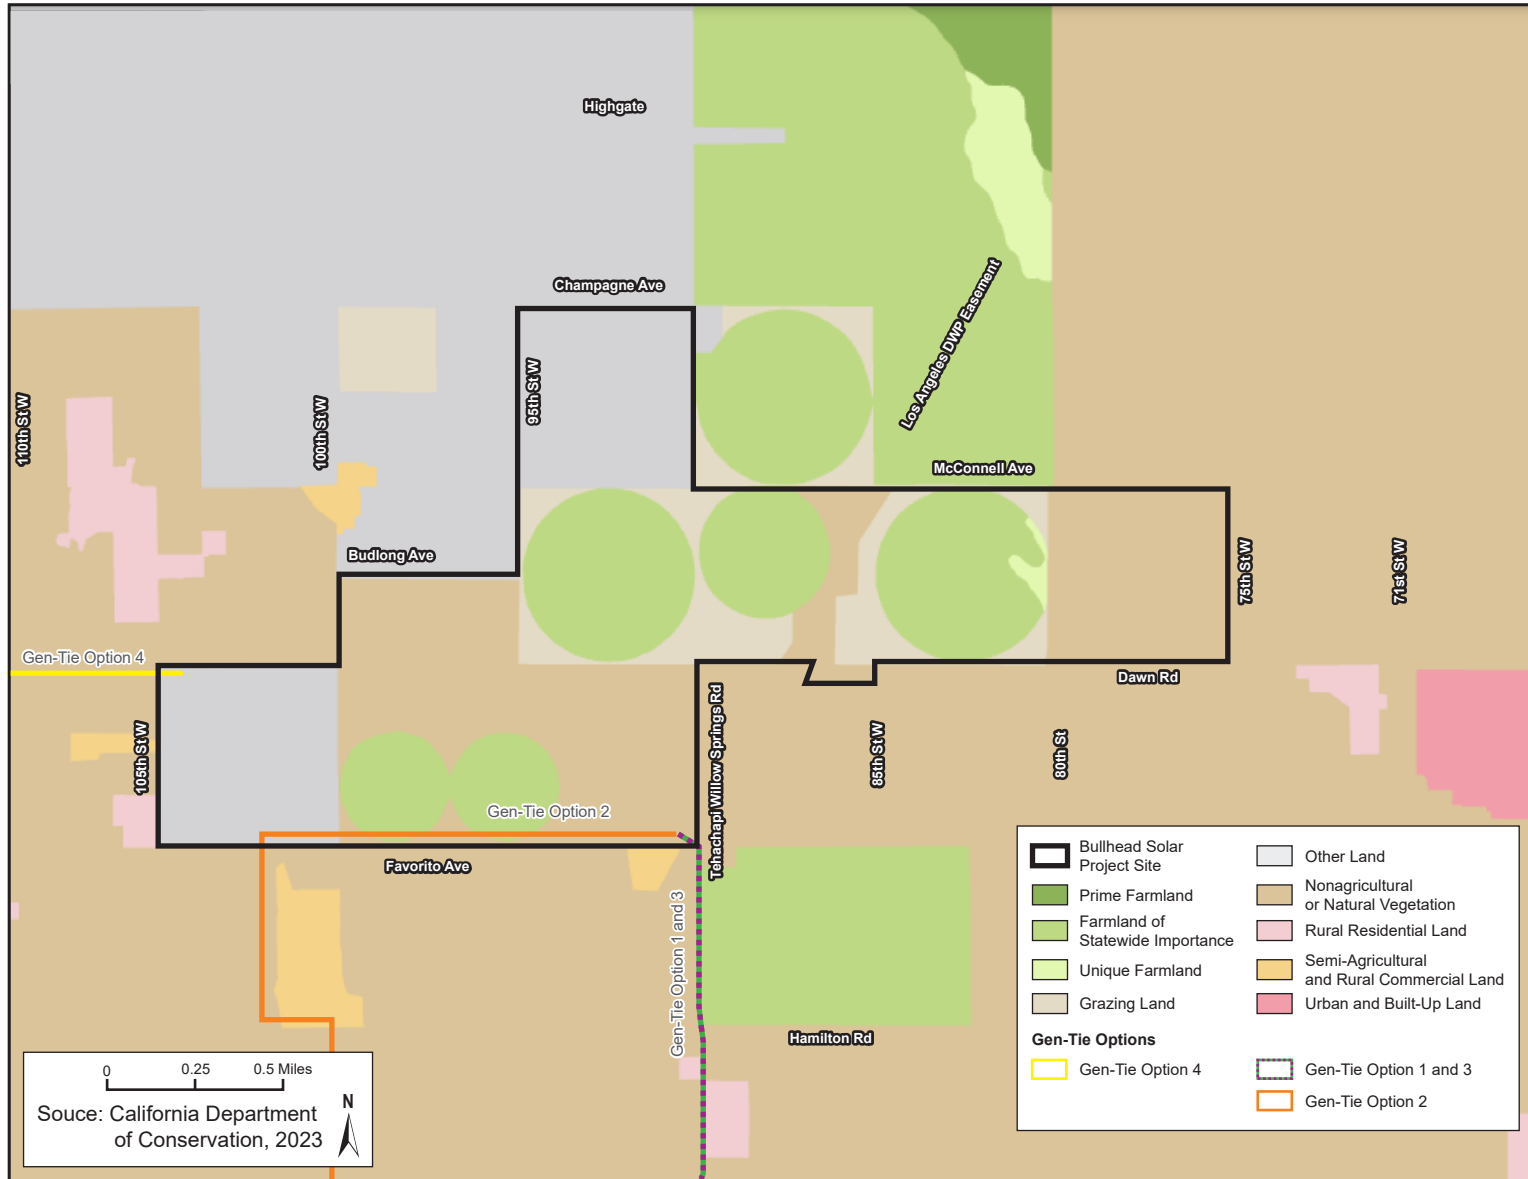 Highgate
Champagne Ave
Los Angeles DWP Easement
95th St W
110th St W
100th St W
McConnell Ave
Budlong Ave
75th St W
71st St W
Gen-Tie Option 4
Dawn Rd
105th St W
Tehachapi Willow Springs Rd
85th St W
80th St
Gen-Tie Option 2
Favorito Ave
Gen-Tie Option 1 and 3
Hamilton Rd
Bullhead Solar
Project Site
Prime Farmland
Farmland of
Statewide Importance
Unique Farmland
Grazing Land
Other Land
Nonagricultural
or Natural Vegetation
Rural Residential Land
Semi-Agricultural
and Rural Commercial Land
Urban and Built-Up Land
Gen-Tie Options
Gen-Tie Option 4
Gen-Tie Option 1 and 3
Gen-Tie Option 2
0 0.25 0.5 Miles
Souce: California Department
of Conservation, 2023
N